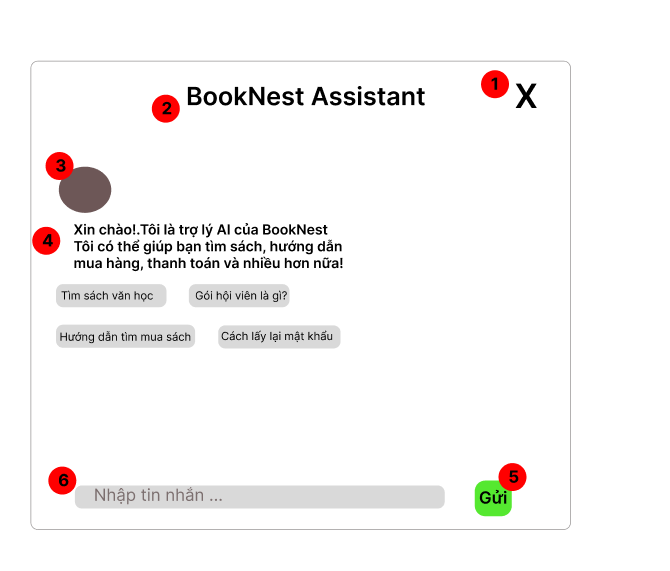 1
2 BookNest Assistant X
3
4
Xin chào!.Tôi là trợ lý AI của BookNest
Tôi có thể giúp bạn tìm sách, hướng dẫn
mua hàng, thanh toán và nhiều hơn nữa!
Tìm sách văn học Gói hội viên là gì?
Hướng dẫn tìm mua sách Cách lấy lại mật khẩu
6 5
Nhập tin nhắn ... Gửi